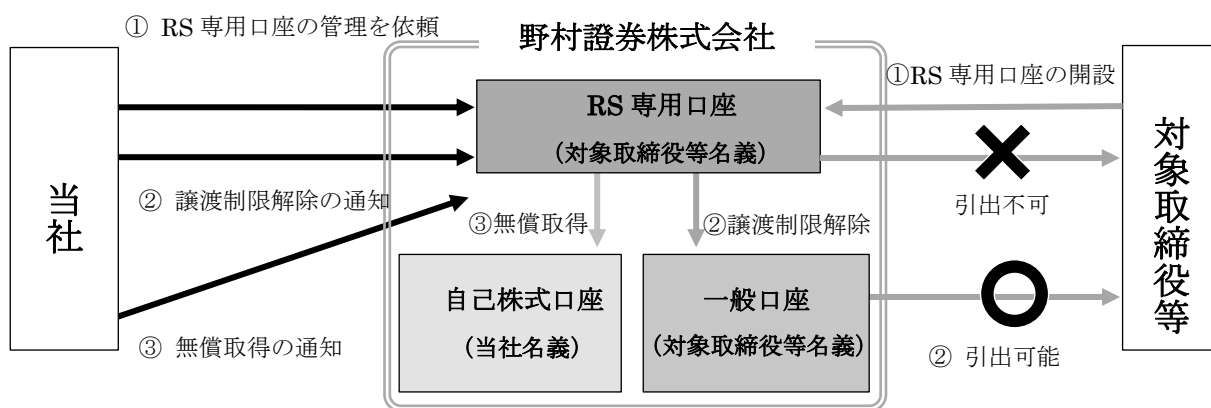 ① RS 専用口座の管理を依頼
野村證券株式会社
①RS 専用口座の開設
RS 専用口座
(対象取締役等名義)
当社
対象取締役等
② 譲渡制限解除の通知
引出不可
③無償取得
②譲渡制限解除
自己株式口座
(当社名義)
一般口座
(対象取締役等名義)
③ 無償取得の通知
② 引出可能